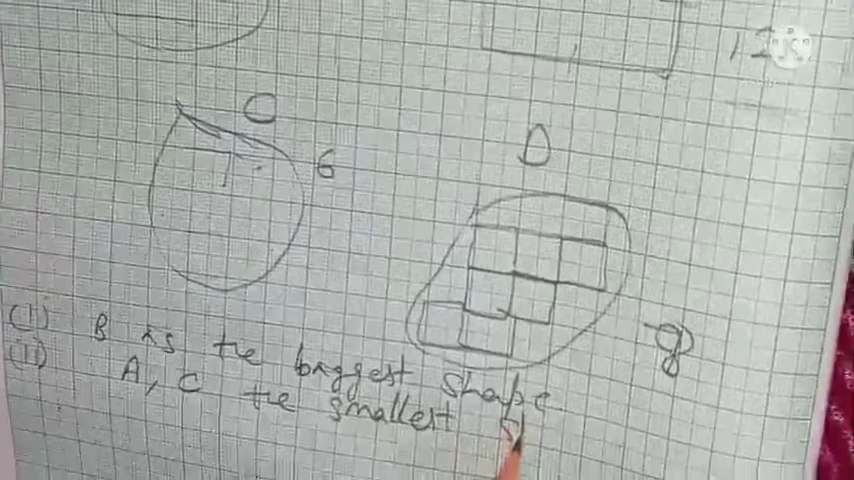 12
C
6
D
8
(i) B is the biggest shape
(ii) A, C the smallest